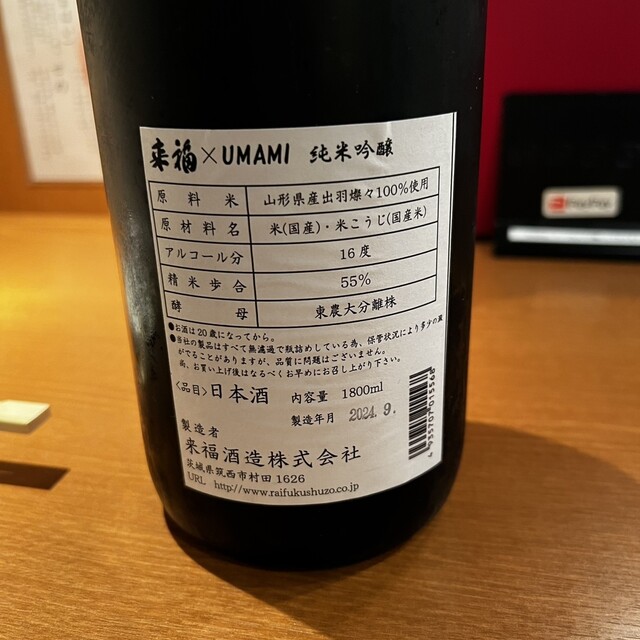 来福×UMAMI 純米吟醸
原料米 山形県産出羽燦々100%使用
原材料名 米(国産)・米こうじ(国産米)
アルコール分 16度
精米歩合 55%
酵母 東農大分離株
●お酒は20歳になってから。
●当社の製品はすべて無濾過で瓶詰めしている為、保管状況により多少の風
がでることがありますが、品質に問題はございません。
尚、お買い上げ後はなるべくお早めにお召し上がり下さい。
〈品目〉日本酒 内容量 1800ml
製造年月 2024.9.
製造者
来福酒造株式会社
茨城県筑西市村田1626
URL http://www.raifukushuzo.co.jp
4 935707 015568
PayPay